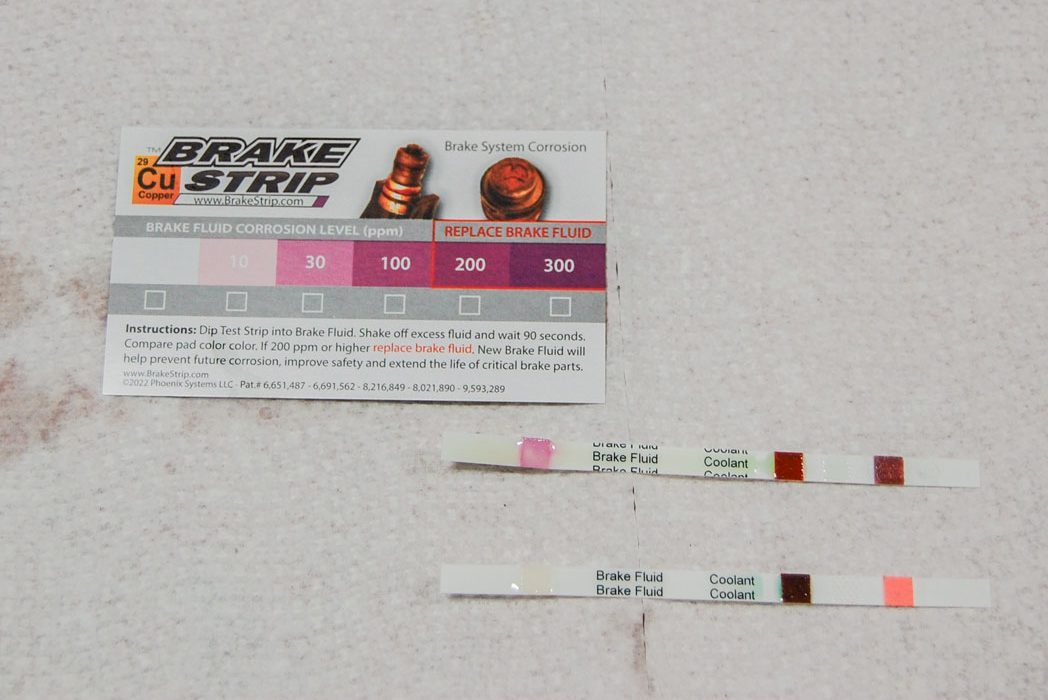 ™ BRAKE
29
Cu STRIP
Copper
www.BrakeStrip.com
Brake System Corrosion
BRAKE FLUID CORROSION LEVEL (ppm) REPLACE BRAKE FLUID
10 30 100 200 300
Instructions: Dip Test Strip into Brake Fluid. Shake off excess fluid and wait 90 seconds.
Compare pad color color. If 200 ppm or higher replace brake fluid. New Brake Fluid will
help prevent future corrosion, improve safety and extend the life of critical brake parts.
www.BrakeStrip.com
©2022 Phoenix Systems LLC · Pat.# 6,651,487 - 6,691,562 - 8,216,849 - 8,021,890 - 9,593,289
Brake Fluid Coolant
Brake Fluid Coolant
Brake Fluid Coolant
Brake Fluid Coolant
Brake Fluid Coolant